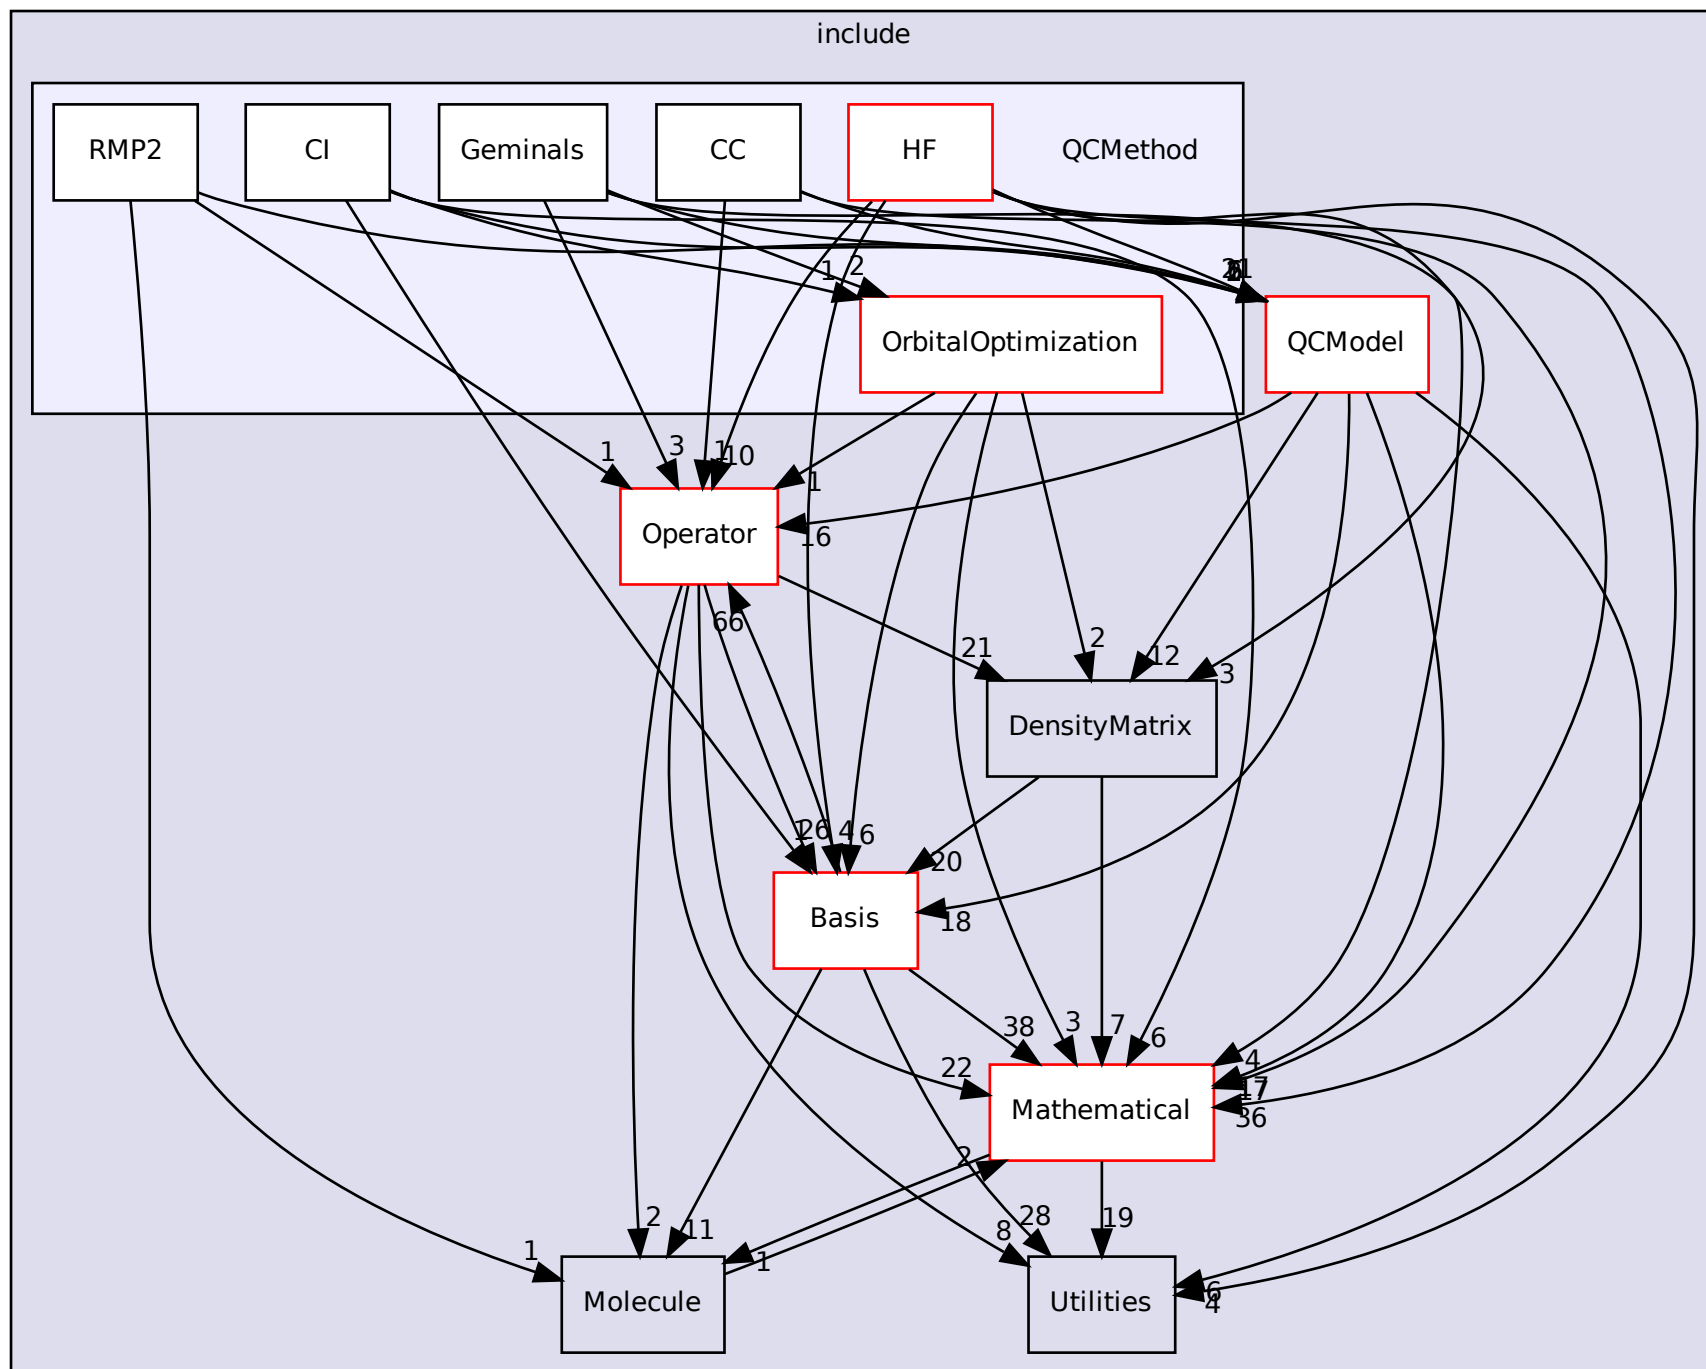 include
RMP2
CI
Geminals
CC
HF
QCMethod
1
2
21
OrbitalOptimization
QCModel
1
3
1
10
1
Operator
16
66
21
2
12
3
DensityMatrix
1
26
4
6
20
Basis
18
38
3
7
6
4
22
17
36
Mathematical
2
19
2
11
8
28
1
1
6
4
Molecule
Utilities